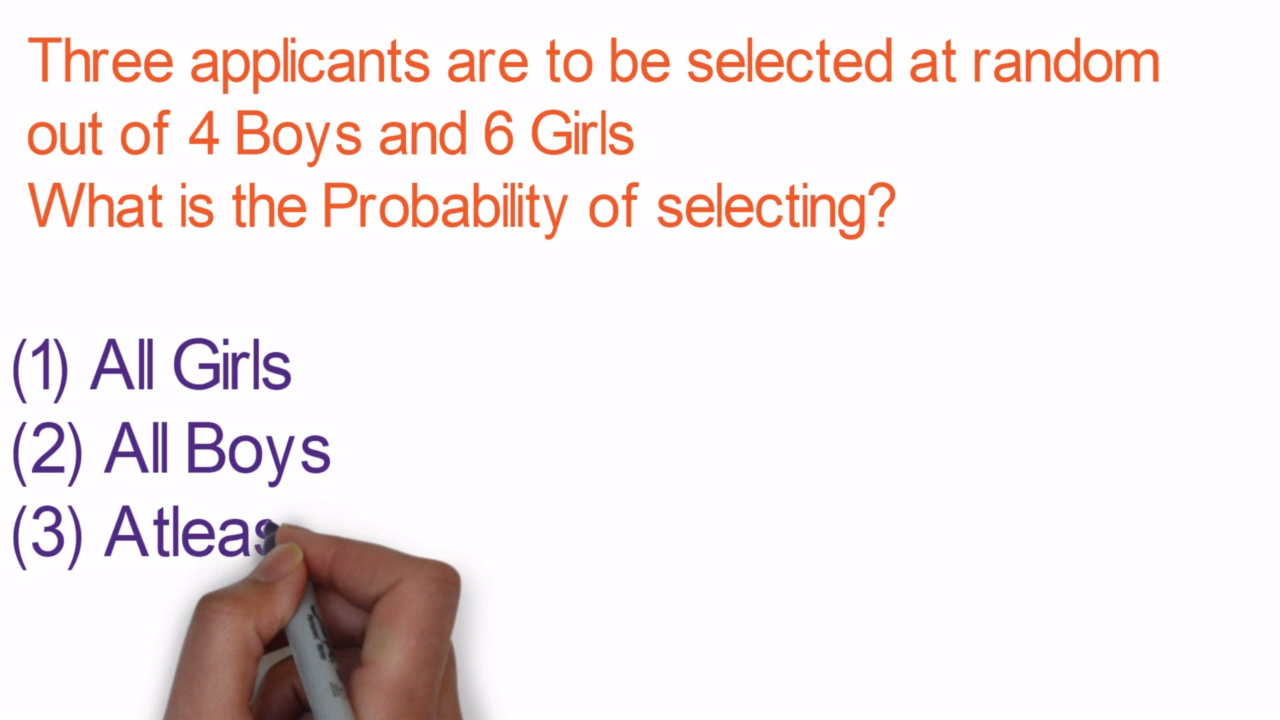 Three applicants are to be selected at random
out of 4 Boys and 6 Girls
What is the Probability of selecting?
(1) All Girls
(2) All Boys
(3) Atleas